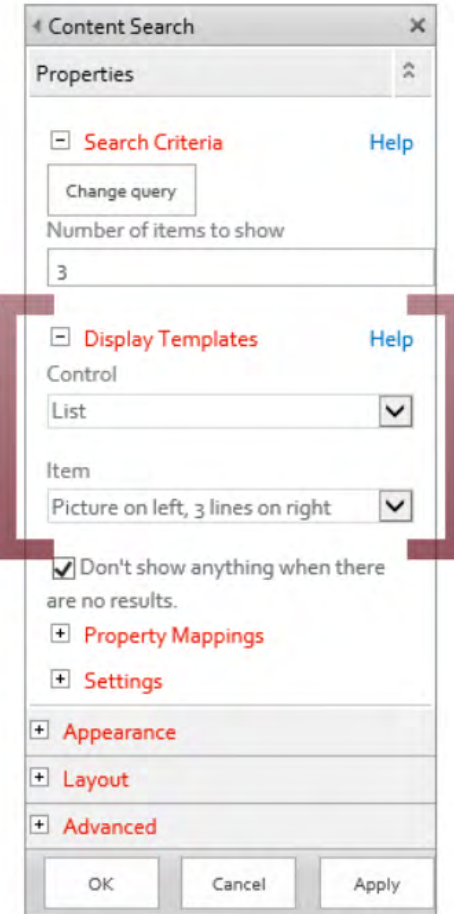 Content Search
Properties
Search Criteria Help
Change query
Number of items to show
3
Display Templates Help
Control
List
Item
Picture on left, 3 lines on right
Don't show anything when there
are no results.
Property Mappings
Settings
Appearance
Layout
Advanced
OK Cancel Apply